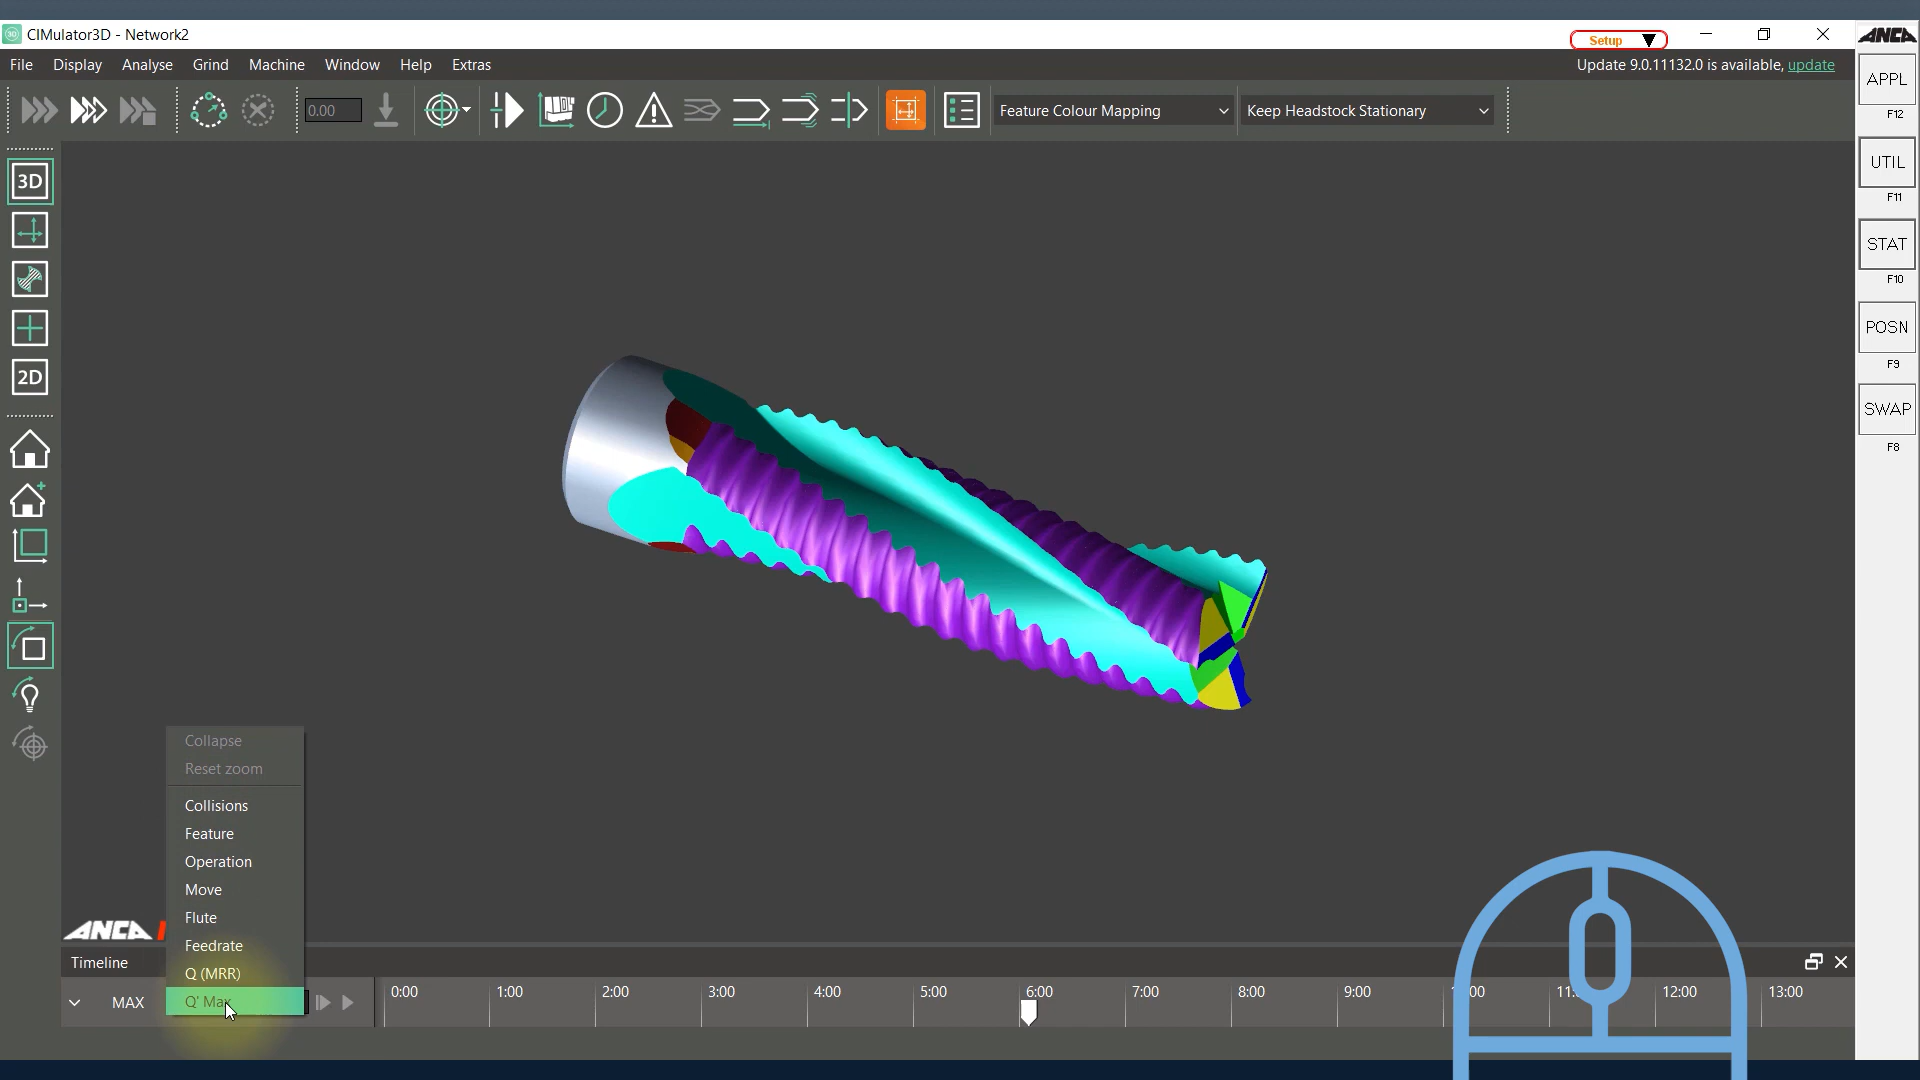 CIMulator3D - Network2
Setup
ANCA
File Display Analyse Grind Machine Window Help Extras
Update 9.0.11132.0 is available, update
APPL
F12
0.00
Feature Colour Mapping
Keep Headstock Stationary
UTIL
F11
3D
STAT
F10
POSN
F9
2D
SWAP
F8
Collapse
Reset zoom
Collisions
Feature
Operation
Move
Flute
Feedrate
Q (MRR)
Q' Max
ANCA
Timeline
MAX
0:00 1:00 2:00 3:00 4:00 5:00 6:00 7:00 8:00 9:00 12:00 13:00